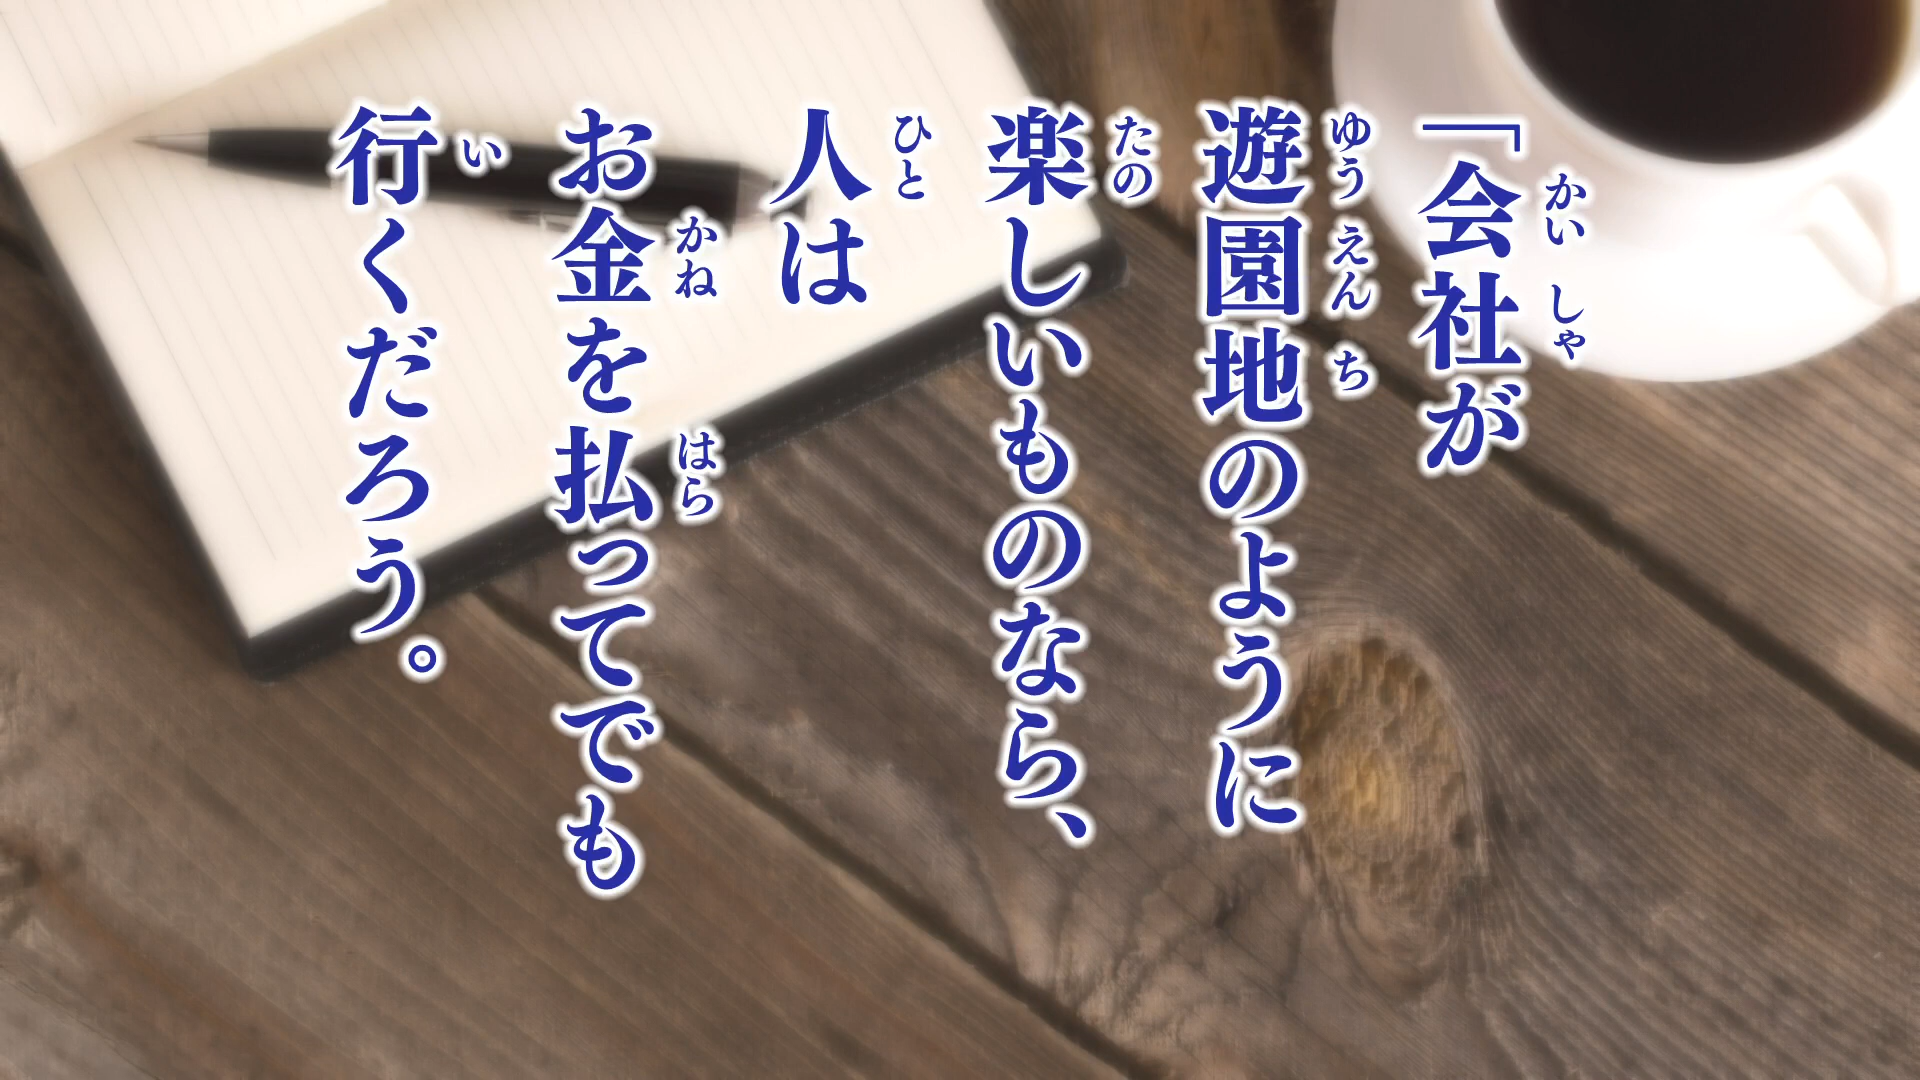 「会社が
遊園地のように
楽しいものなら、
人は
お金を払ってでも
行くだろう。